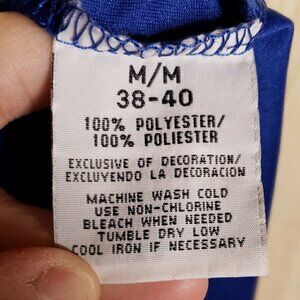 M/M
38-40
100% POLYESTER/
100% POLIESTER
EXCLUSIVE OF DECORATION/
EXCLUYENDO LA DECORACION
MACHINE WASH COLD
USE NON-CHLORINE
BLEACH WHEN NEEDED
TUMBLE DRY LOW
COOL IRON IF NECESSARY